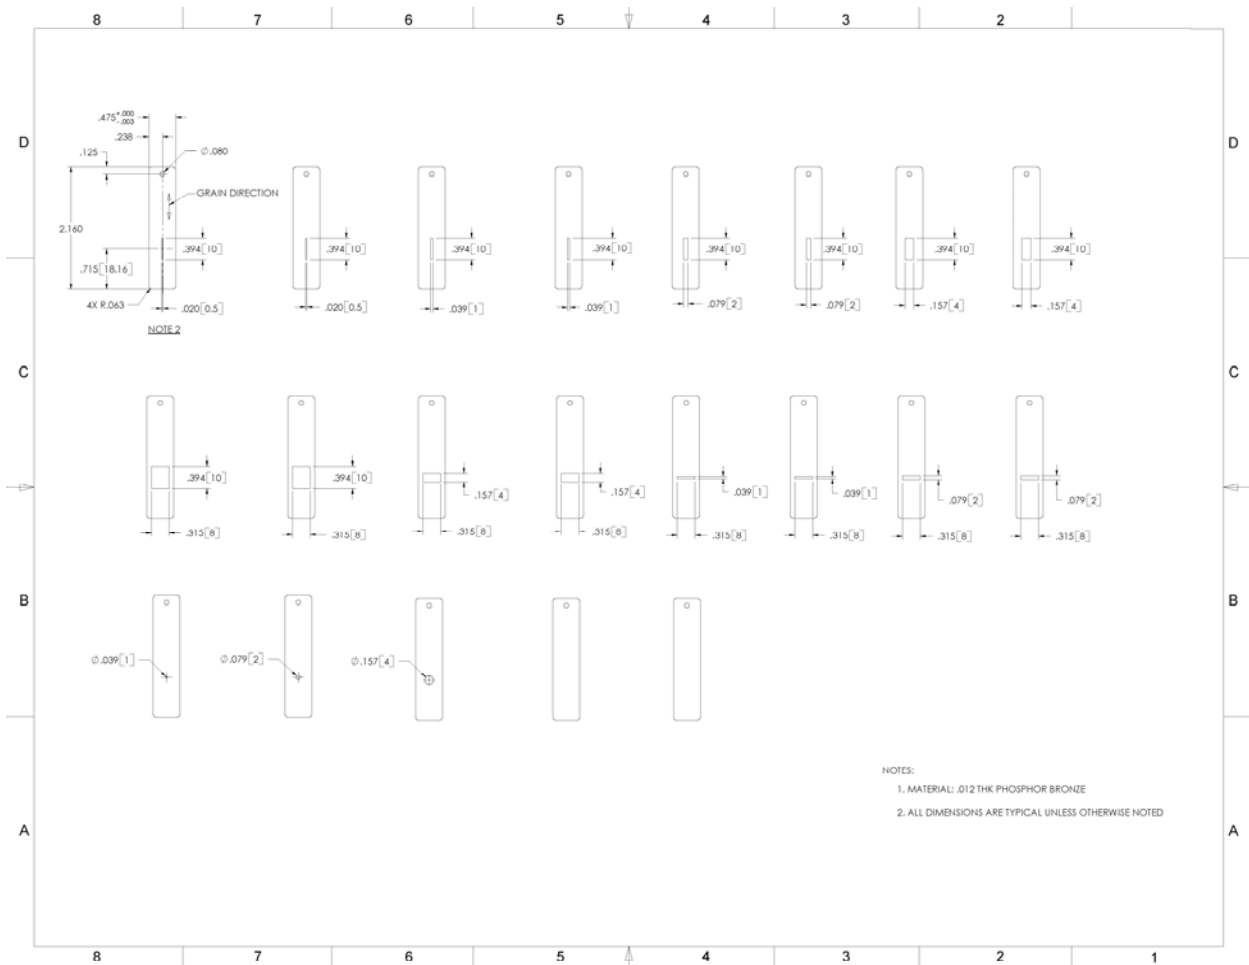 8 7 6 5 4 3 2
D D
.475 +.000 -.003
.238
.125
∅.080
GRAIN DIRECTION
2.160
.394[10] .394[10] .394[10] .394[10] .394[10] .394[10] .394[10] .394[10]
.715[18.16]
4X R.063
.020[0.5] .020[0.5] .039[1] .039[1] .079[2] .079[2] .157[4] .157[4]
NOTE 2
C C
.394[10] .394[10] .157[4] .157[4] .039[1] .039[1] .079[2] .079[2]
.315[8] .315[8] .315[8] .315[8] .315[8] .315[8] .315[8] .315[8]
B B
∅.039[1] ∅.079[2] ∅.157[4]
NOTES:
1. MATERIAL: .012 THK PHOSPHOR BRONZE
2. ALL DIMENSIONS ARE TYPICAL UNLESS OTHERWISE NOTED
A A
8 7 6 5 4 3 2 1